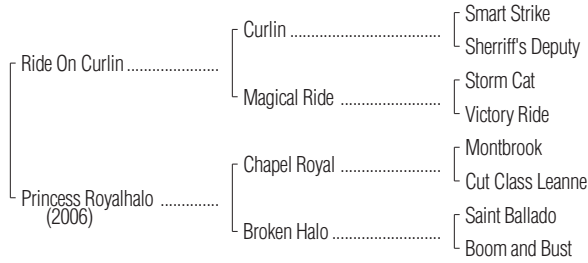 Smart Strike
Curlin ..................
Sherriff's Deputy
Ride On Curlin ......................
Storm Cat
Magical Ride ....................
Victory Ride
Montbrook
Chapel Royal ....................
Cut Class Leanne
Princess Royalhalo ..............
(2006)
Saint Ballado
Broken Halo ......................
Boom and Bust